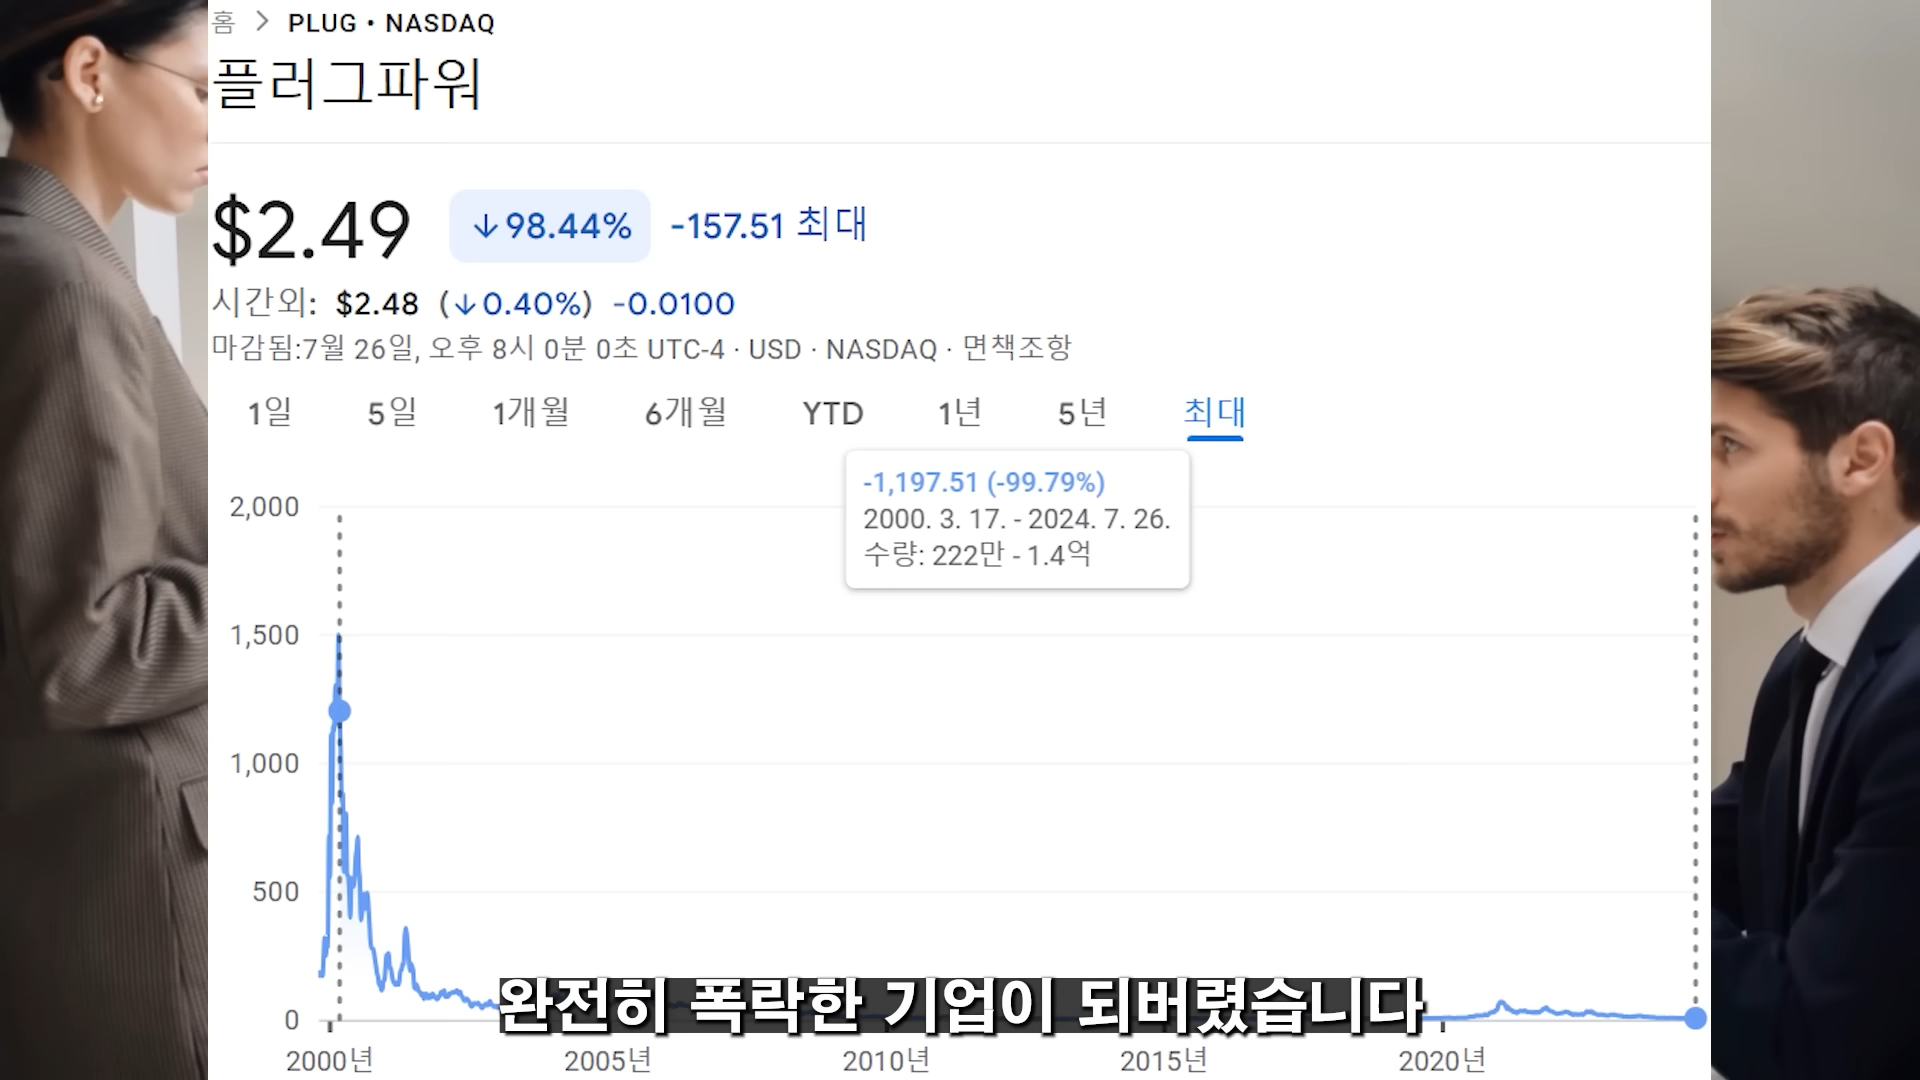 홈 > PLUG • NASDAQ
플러그파워
$2.49 ↓98.44% -157.51 최대
시간외: $2.48 (↓0.40%) -0.0100
마감됨:7월 26일, 오후 8시 0분 0초 UTC-4 · USD · NASDAQ · 면책조항
1일 5일 1개월 6개월 YTD 1년 5년 최대
-1,197.51 (-99.79%)
2000. 3. 17. - 2024. 7. 26.
수량: 222만 - 1.4억
2,000
1,500
1,000
500
0
완전히 폭락한 기업이 되버렸습니다
2000년 2005년 2010년 2015년 2020년